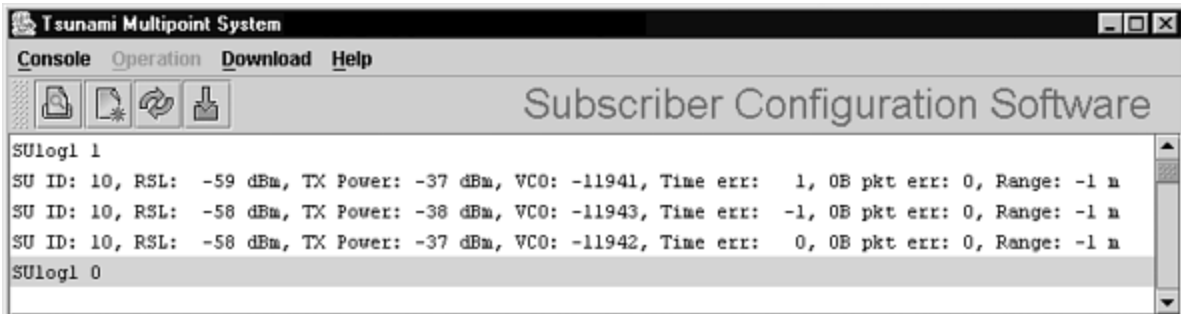 Tsunami Multipoint System
Console Operation Download Help
Subscriber Configuration Software
SUlog1 1
SU ID: 10, RSL: -59 dBm, TX Power: -37 dBm, VCO: -11941, Time err: 1, OB pkt err: 0, Range: -1 m
SU ID: 10, RSL: -58 dBm, TX Power: -38 dBm, VCO: -11943, Time err: -1, OB pkt err: 0, Range: -1 m
SU ID: 10, RSL: -58 dBm, TX Power: -37 dBm, VCO: -11942, Time err: 0, OB pkt err: 0, Range: -1 m
SUlog1 0